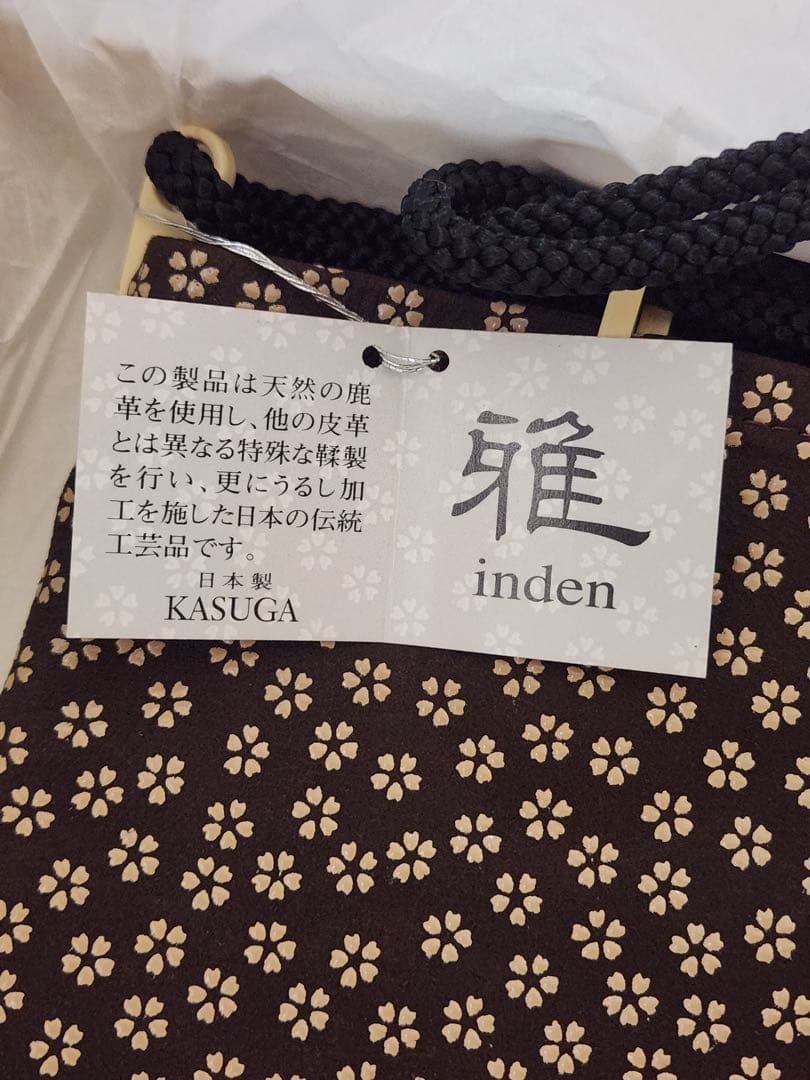 この製品は天然の鹿
革を使用し、他の皮革
とは異なる特殊な鞣製
を行い、更にうるし加
工を施した日本の伝統
工芸品です。
日本製
KASUGA
雅
inden